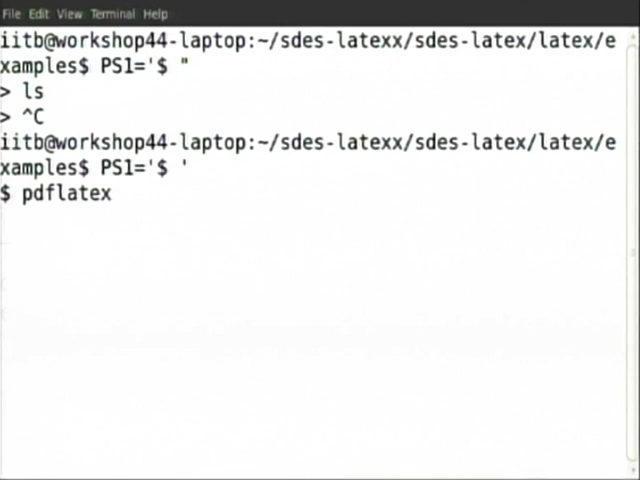 File Edit View Terminal Help
iitb@workshop44-laptop:~/sdes-latexx/sdes-latex/latex/e
xamples$ PS1='$ "
> ls
> ^C
iitb@workshop44-laptop:~/sdes-latexx/sdes-latex/latex/e
xamples$ PS1='$ '
$ pdflatex